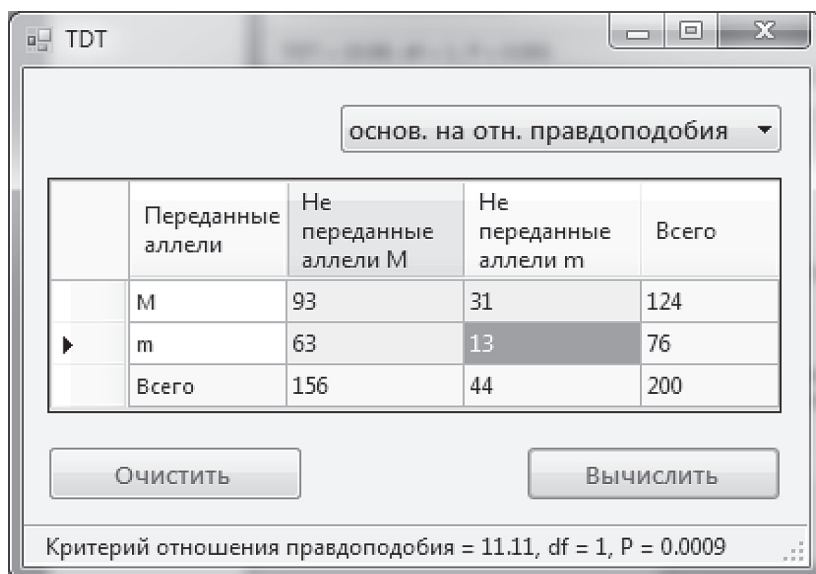 TDT
основ. на отн. правдоподобия
Переданные аллели Не переданные аллели M Не переданные аллели m Всего
M 93 31 124
m 63 13 76
Всего 156 44 200
Очистить Вычислить
Критерий отношения правдоподобия = 11.11, df = 1, P = 0.0009